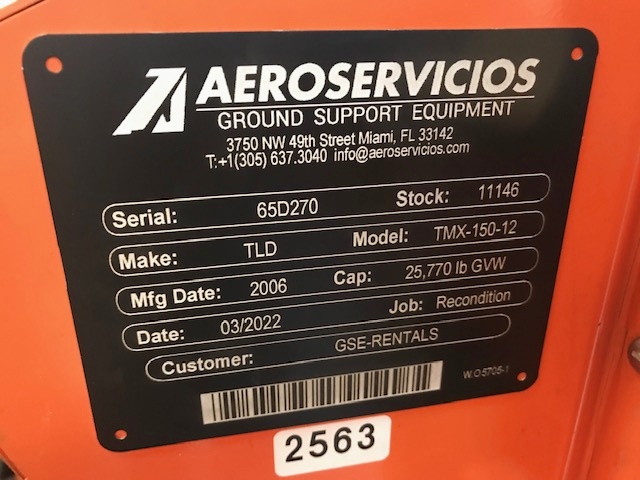 AEROSERVICIOS
GROUND SUPPORT EQUIPMENT
3750 NW 49th Street Miami, FL 33142
T:+1(305) 637.3040 info@aeroservicios.com
Serial: 65D270 Stock: 11146
Make: TLD Model: TMX-150-12
Mfg Date: 2006 Cap: 25,770 lb GVW
Date: 03/2022 Job: Recondition
Customer: GSE-RENTALS
W.O 5705-1
2563